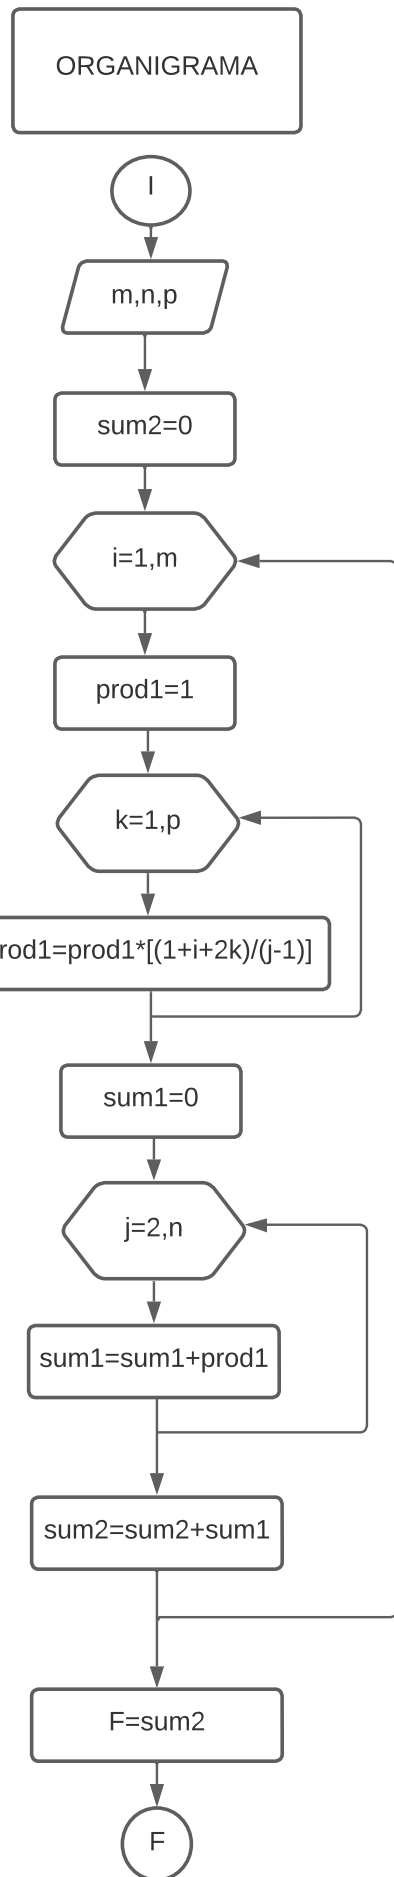 ORGANIGRAMA
I
m,n,p
sum2=0
i=1,m
prod1=1
k=1,p
rod1=prod1*[(1+i+2k)/(j-1)]
sum1=0
j=2,n
sum1=sum1+prod1
sum2=sum2+sum1
F=sum2
F